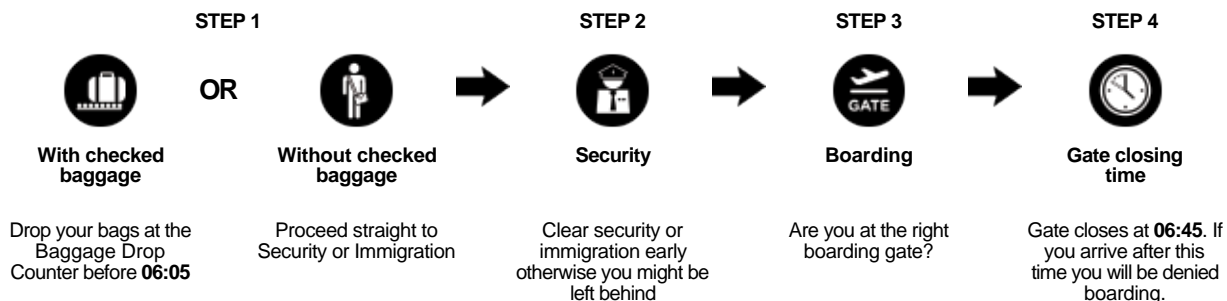 STEP 1
OR
With checked
baggage
Drop your bags at the
Baggage Drop
Counter before 06:05
Without checked
baggage
Proceed straight to
Security or Immigration
STEP 2
Security
Clear security or
immigration early
otherwise you might be
left behind
STEP 3
GATE
Boarding
Are you at the right
boarding gate?
STEP 4
Gate closing
time
Gate closes at 06:45. If
you arrive after this
time you will be denied
boarding.